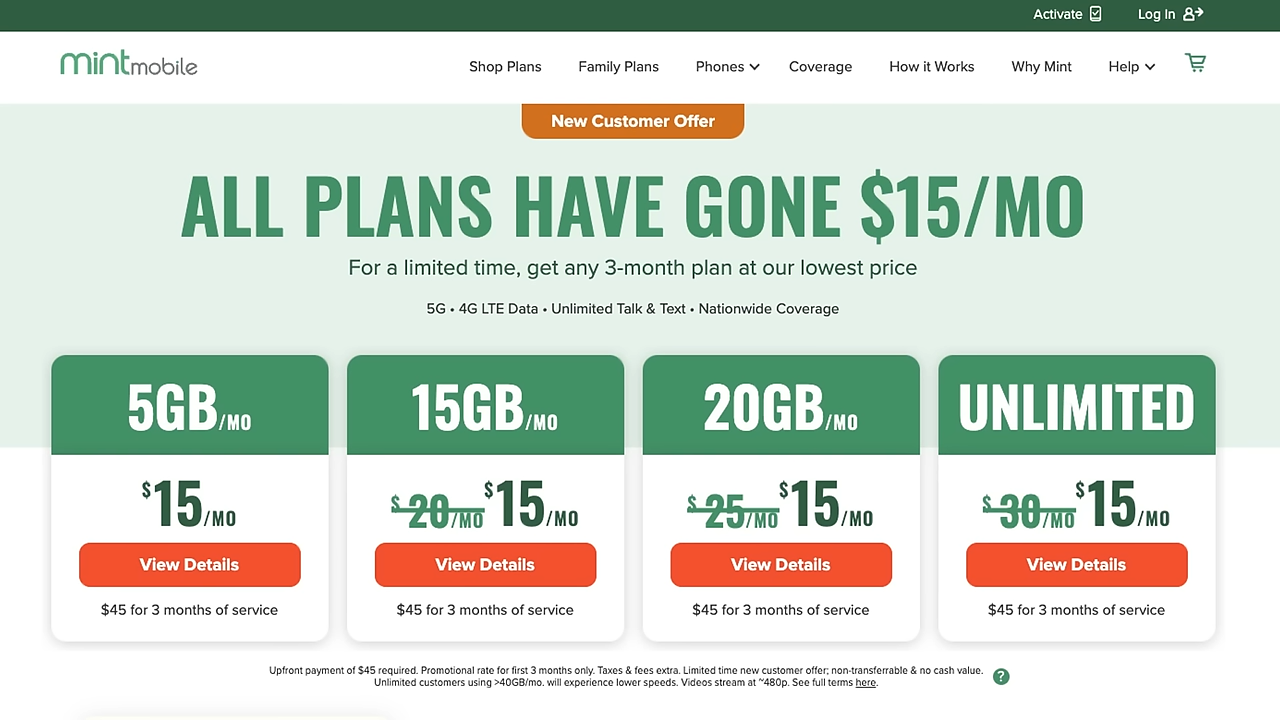 Activate Log In
mintmobile
Shop Plans Family Plans Phones Coverage How it Works Why Mint Help
New Customer Offer
ALL PLANS HAVE GONE $15/MO
For a limited time, get any 3-month plan at our lowest price
5G • 4G LTE Data • Unlimited Talk & Text • Nationwide Coverage
5GB/MO
$15/MO
View Details
$45 for 3 months of service
15GB/MO
$20/MO $15/MO
View Details
$45 for 3 months of service
20GB/MO
$25/MO $15/MO
View Details
$45 for 3 months of service
UNLIMITED
$30/MO $15/MO
View Details
$45 for 3 months of service
Upfront payment of $45 required. Promotional rate for first 3 months only. Taxes & fees extra. Limited time new customer offer; non-transferrable & no cash value.
Unlimited customers using >40GB/mo. will experience lower speeds. Videos stream at ~480p. See full terms here.
?